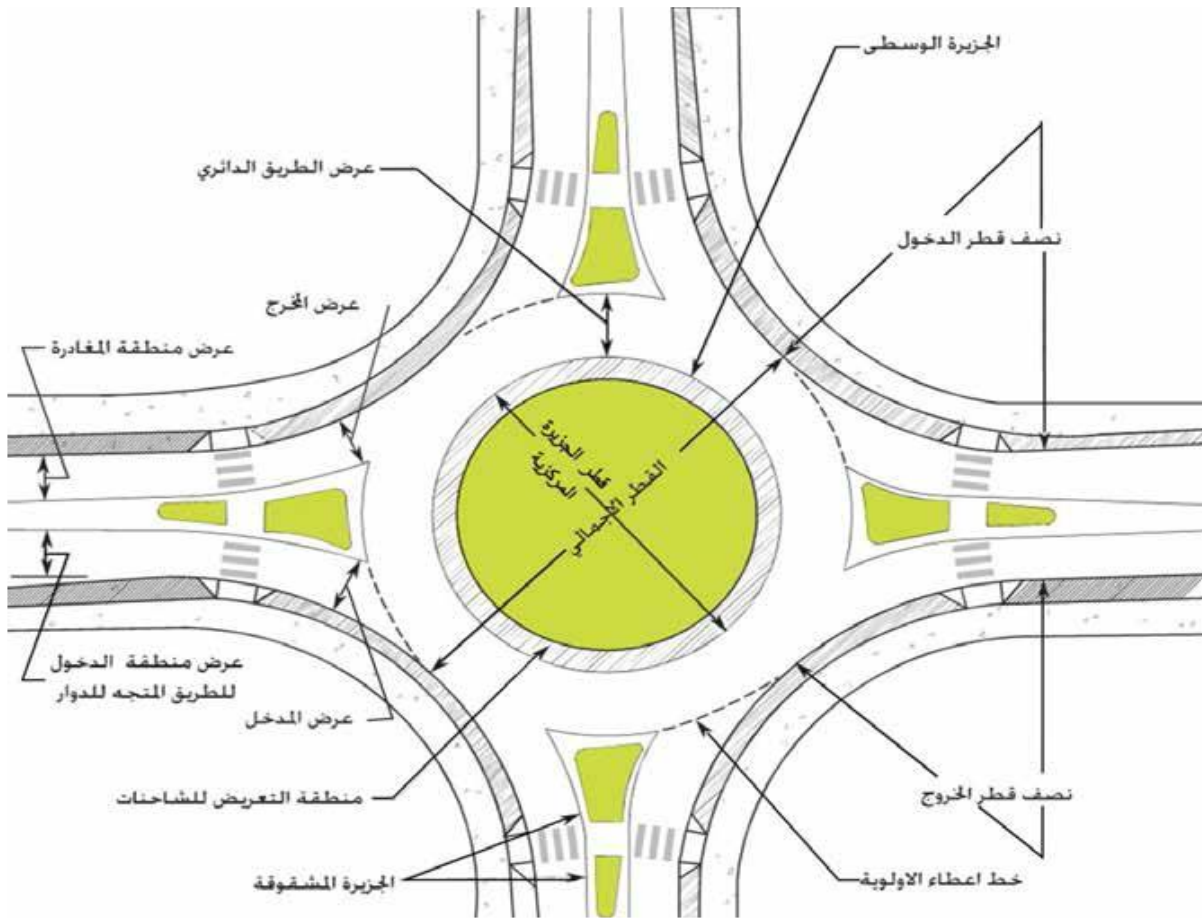 الجزيرة الوسطى
عرض الطريق الدائري
نصف قطر الدخول
عرض المخرج
عرض منطقة المغادرة
قطر الجزيرة
المركزية
القطر الاجمالي
عرض منطقة الدخول
للطريق المتجه للدوار
عرض المدخل
منطقة التعريض للشاحنات
نصف قطر الخروج
الجزيرة المشقوقة
خط اعطاء الاولوية